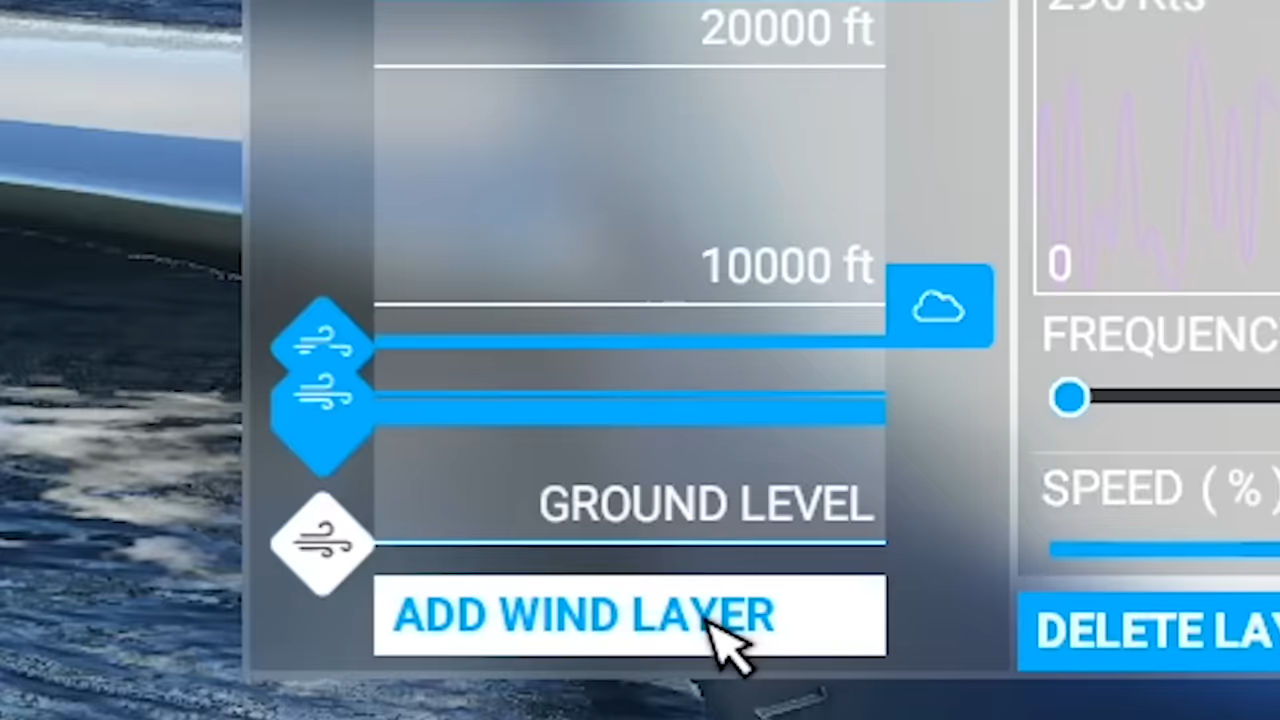 20000 ft
10000 ft
0
FREQUENC
SPEED (%)
GROUND LEVEL
ADD WIND LAYER
DELETE LAY